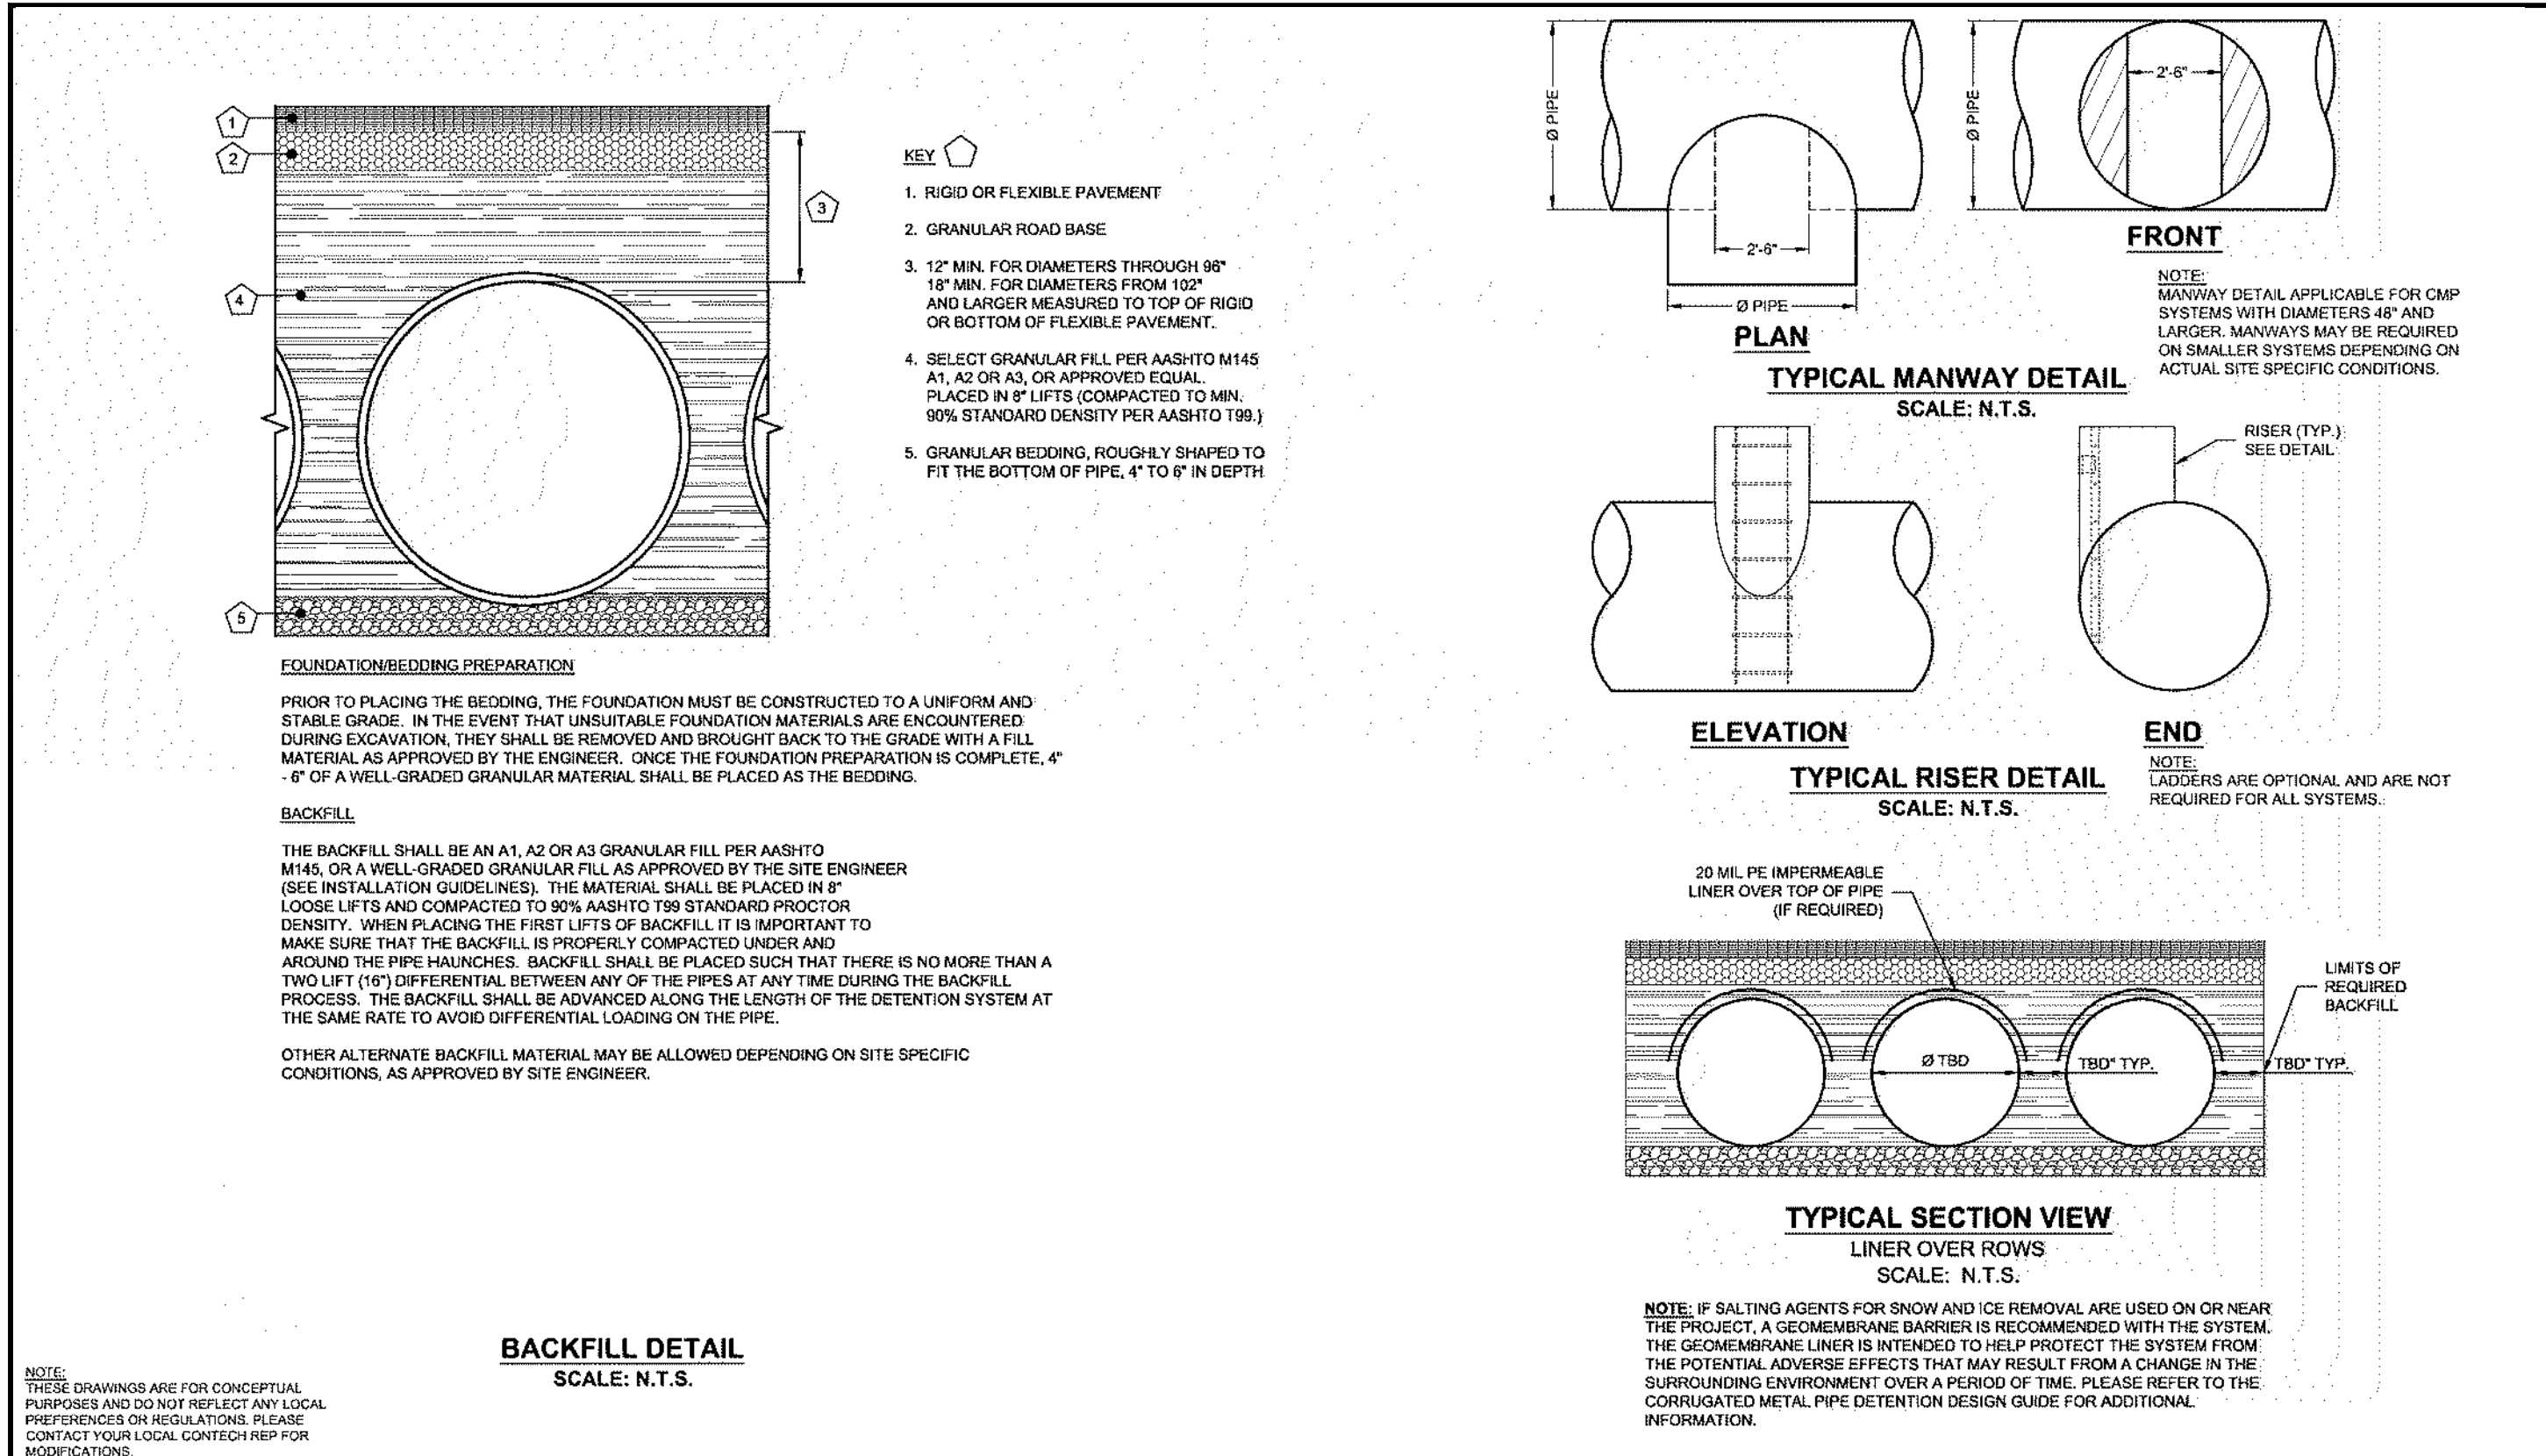 1
2
3
4
5
KEY
1. RIGID OR FLEXIBLE PAVEMENT
2. GRANULAR ROAD BASE
3. 12" MIN. FOR DIAMETERS THROUGH 96"
18" MIN. FOR DIAMETERS FROM 102"
AND LARGER MEASURED TO TOP OF RIGID
OR BOTTOM OF FLEXIBLE PAVEMENT.
4. SELECT GRANULAR FILL PER AASHTO M145
A1, A2 OR A3, OR APPROVED EQUAL.
PLACED IN 8" LIFTS (COMPACTED TO MIN.
90% STANDARD DENSITY PER AASHTO T99.)
5. GRANULAR BEDDING, ROUGHLY SHAPED TO
FIT THE BOTTOM OF PIPE, 4" TO 6" IN DEPTH
FOUNDATION/BEDDING PREPARATION
PRIOR TO PLACING THE BEDDING, THE FOUNDATION MUST BE CONSTRUCTED TO A UNIFORM AND
STABLE GRADE. IN THE EVENT THAT UNSUITABLE FOUNDATION MATERIALS ARE ENCOUNTERED
DURING EXCAVATION, THEY SHALL BE REMOVED AND BROUGHT BACK TO THE GRADE WITH A FILL
MATERIAL AS APPROVED BY THE ENGINEER. ONCE THE FOUNDATION PREPARATION IS COMPLETE, 4"
- 6" OF A WELL-GRADED GRANULAR MATERIAL SHALL BE PLACED AS THE BEDDING.
BACKFILL
THE BACKFILL SHALL BE AN A1, A2 OR A3 GRANULAR FILL PER AASHTO
M145, OR A WELL-GRADED GRANULAR FILL AS APPROVED BY THE SITE ENGINEER
(SEE INSTALLATION GUIDELINES). THE MATERIAL SHALL BE PLACED IN 8"
LOOSE LIFTS AND COMPACTED TO 90% AASHTO T99 STANDARD PROCTOR
DENSITY. WHEN PLACING THE FIRST LIFTS OF BACKFILL IT IS IMPORTANT TO
MAKE SURE THAT THE BACKFILL IS PROPERLY COMPACTED UNDER AND
AROUND THE PIPE HAUNCHES. BACKFILL SHALL BE PLACED SUCH THAT THERE IS NO MORE THAN A
TWO LIFT (16") DIFFERENTIAL BETWEEN ANY OF THE PIPES AT ANY TIME DURING THE BACKFILL
PROCESS. THE BACKFILL SHALL BE ADVANCED ALONG THE LENGTH OF THE DETENTION SYSTEM AT
THE SAME RATE TO AVOID DIFFERENTIAL LOADING ON THE PIPE.
OTHER ALTERNATE BACKFILL MATERIAL MAY BE ALLOWED DEPENDING ON SITE SPECIFIC
CONDITIONS, AS APPROVED BY SITE ENGINEER.
BACKFILL DETAIL
SCALE: N.T.S.
NOTE:
THESE DRAWINGS ARE FOR CONCEPTUAL
PURPOSES AND DO NOT REFLECT ANY LOCAL
PREFERENCES OR REGULATIONS. PLEASE
CONTACT YOUR LOCAL CONTECH REP FOR
MODIFICATIONS.
Ø PIPE
2'-6"
Ø PIPE
PLAN
Ø PIPE
2'-6"
FRONT
NOTE:
MANWAY DETAIL APPLICABLE FOR CMP
SYSTEMS WITH DIAMETERS 48" AND
LARGER. MANWAYS MAY BE REQUIRED
ON SMALLER SYSTEMS DEPENDING ON
ACTUAL SITE SPECIFIC CONDITIONS.
TYPICAL MANWAY DETAIL
SCALE: N.T.S.
RISER (TYP.)
SEE DETAIL
ELEVATION
END
NOTE:
LADDERS ARE OPTIONAL AND ARE NOT
REQUIRED FOR ALL SYSTEMS.
TYPICAL RISER DETAIL
SCALE: N.T.S.
20 MIL PE IMPERMEABLE
LINER OVER TOP OF PIPE
(IF REQUIRED)
LIMITS OF
REQUIRED
BACKFILL
Ø TBD
TBD" TYP.
TBD" TYP.
TYPICAL SECTION VIEW
LINER OVER ROWS
SCALE: N.T.S.
NOTE: IF SALTING AGENTS FOR SNOW AND ICE REMOVAL ARE USED ON OR NEAR
THE PROJECT, A GEOMEMBRANE BARRIER IS RECOMMENDED WITH THE SYSTEM.
THE GEOMEMBRANE LINER IS INTENDED TO HELP PROTECT THE SYSTEM FROM
THE POTENTIAL ADVERSE EFFECTS THAT MAY RESULT FROM A CHANGE IN THE
SURROUNDING ENVIRONMENT OVER A PERIOD OF TIME. PLEASE REFER TO THE
CORRUGATED METAL PIPE DETENTION DESIGN GUIDE FOR ADDITIONAL
INFORMATION.